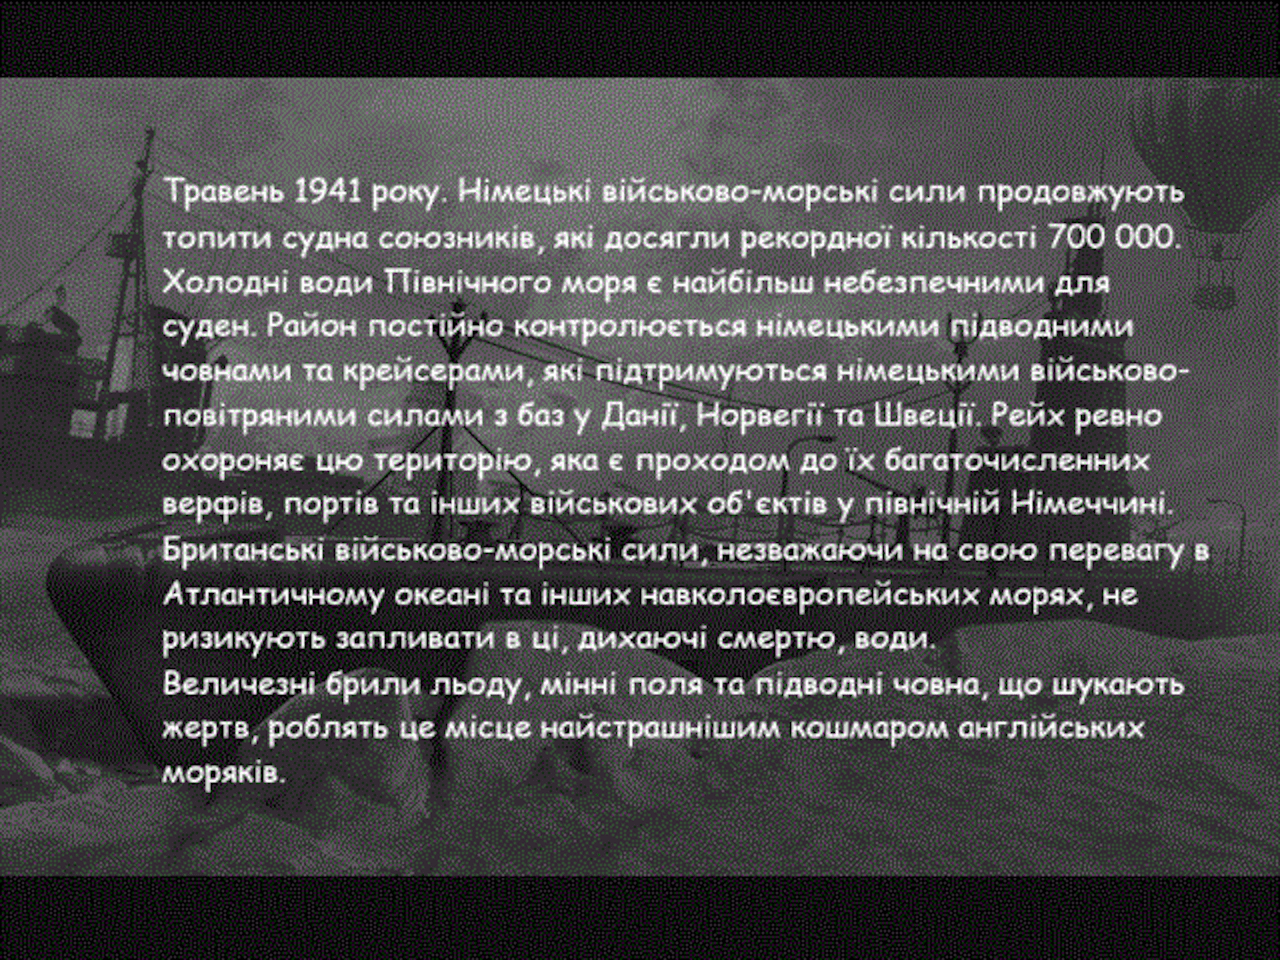 Травень 1941 року. Німецькі військово-морські сили продовжують
топити судна союзників, які досягли рекордної кількості 700 000.
Холодні води Північного моря є найбільш небезпечними для
суден. Район постійно контролюється німецькими підводними
човнами та крейсерами, які підтримуються німецькими військово-
повітряними силами з баз у Данії, Норвегії та Швеції. Рейх ревно
охороняє цю територію, яка є проходом до їх багаточисленних
верфів, портів та інших військових об'єктів у північній Німеччині.
Британські військово-морські сили, незважаючи на свою перевагу в
Атлантичному океані та інших навколоєвропейських морях, не
ризикують запливати в ці, дихаючі смертю, води.
Величезні брили льоду, мінні поля та підводні човна, що шукають
жертв, роблять це місце найстрашнішим кошмаром англійських
моряків.